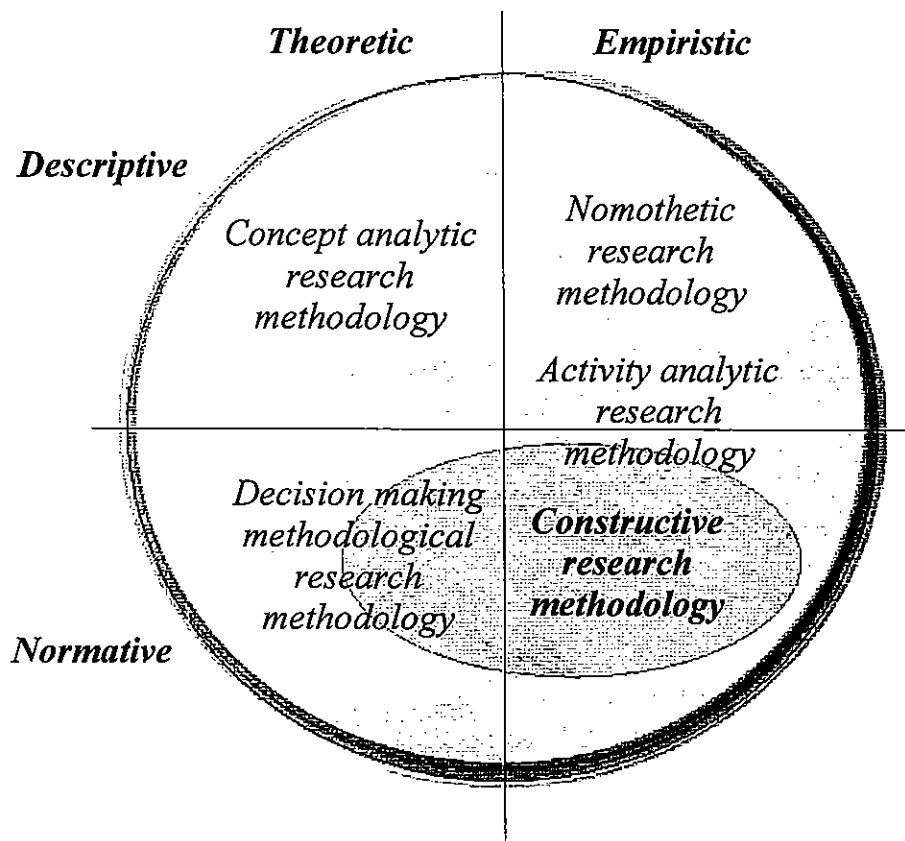 Theoretic
Empiristic
Descriptive
Concept analytic
research
methodology
Nomothetic
research
methodology
Activity analytic
research
methodology
Decision making
methodological
research
methodology
Constructive
research
methodology
Normative